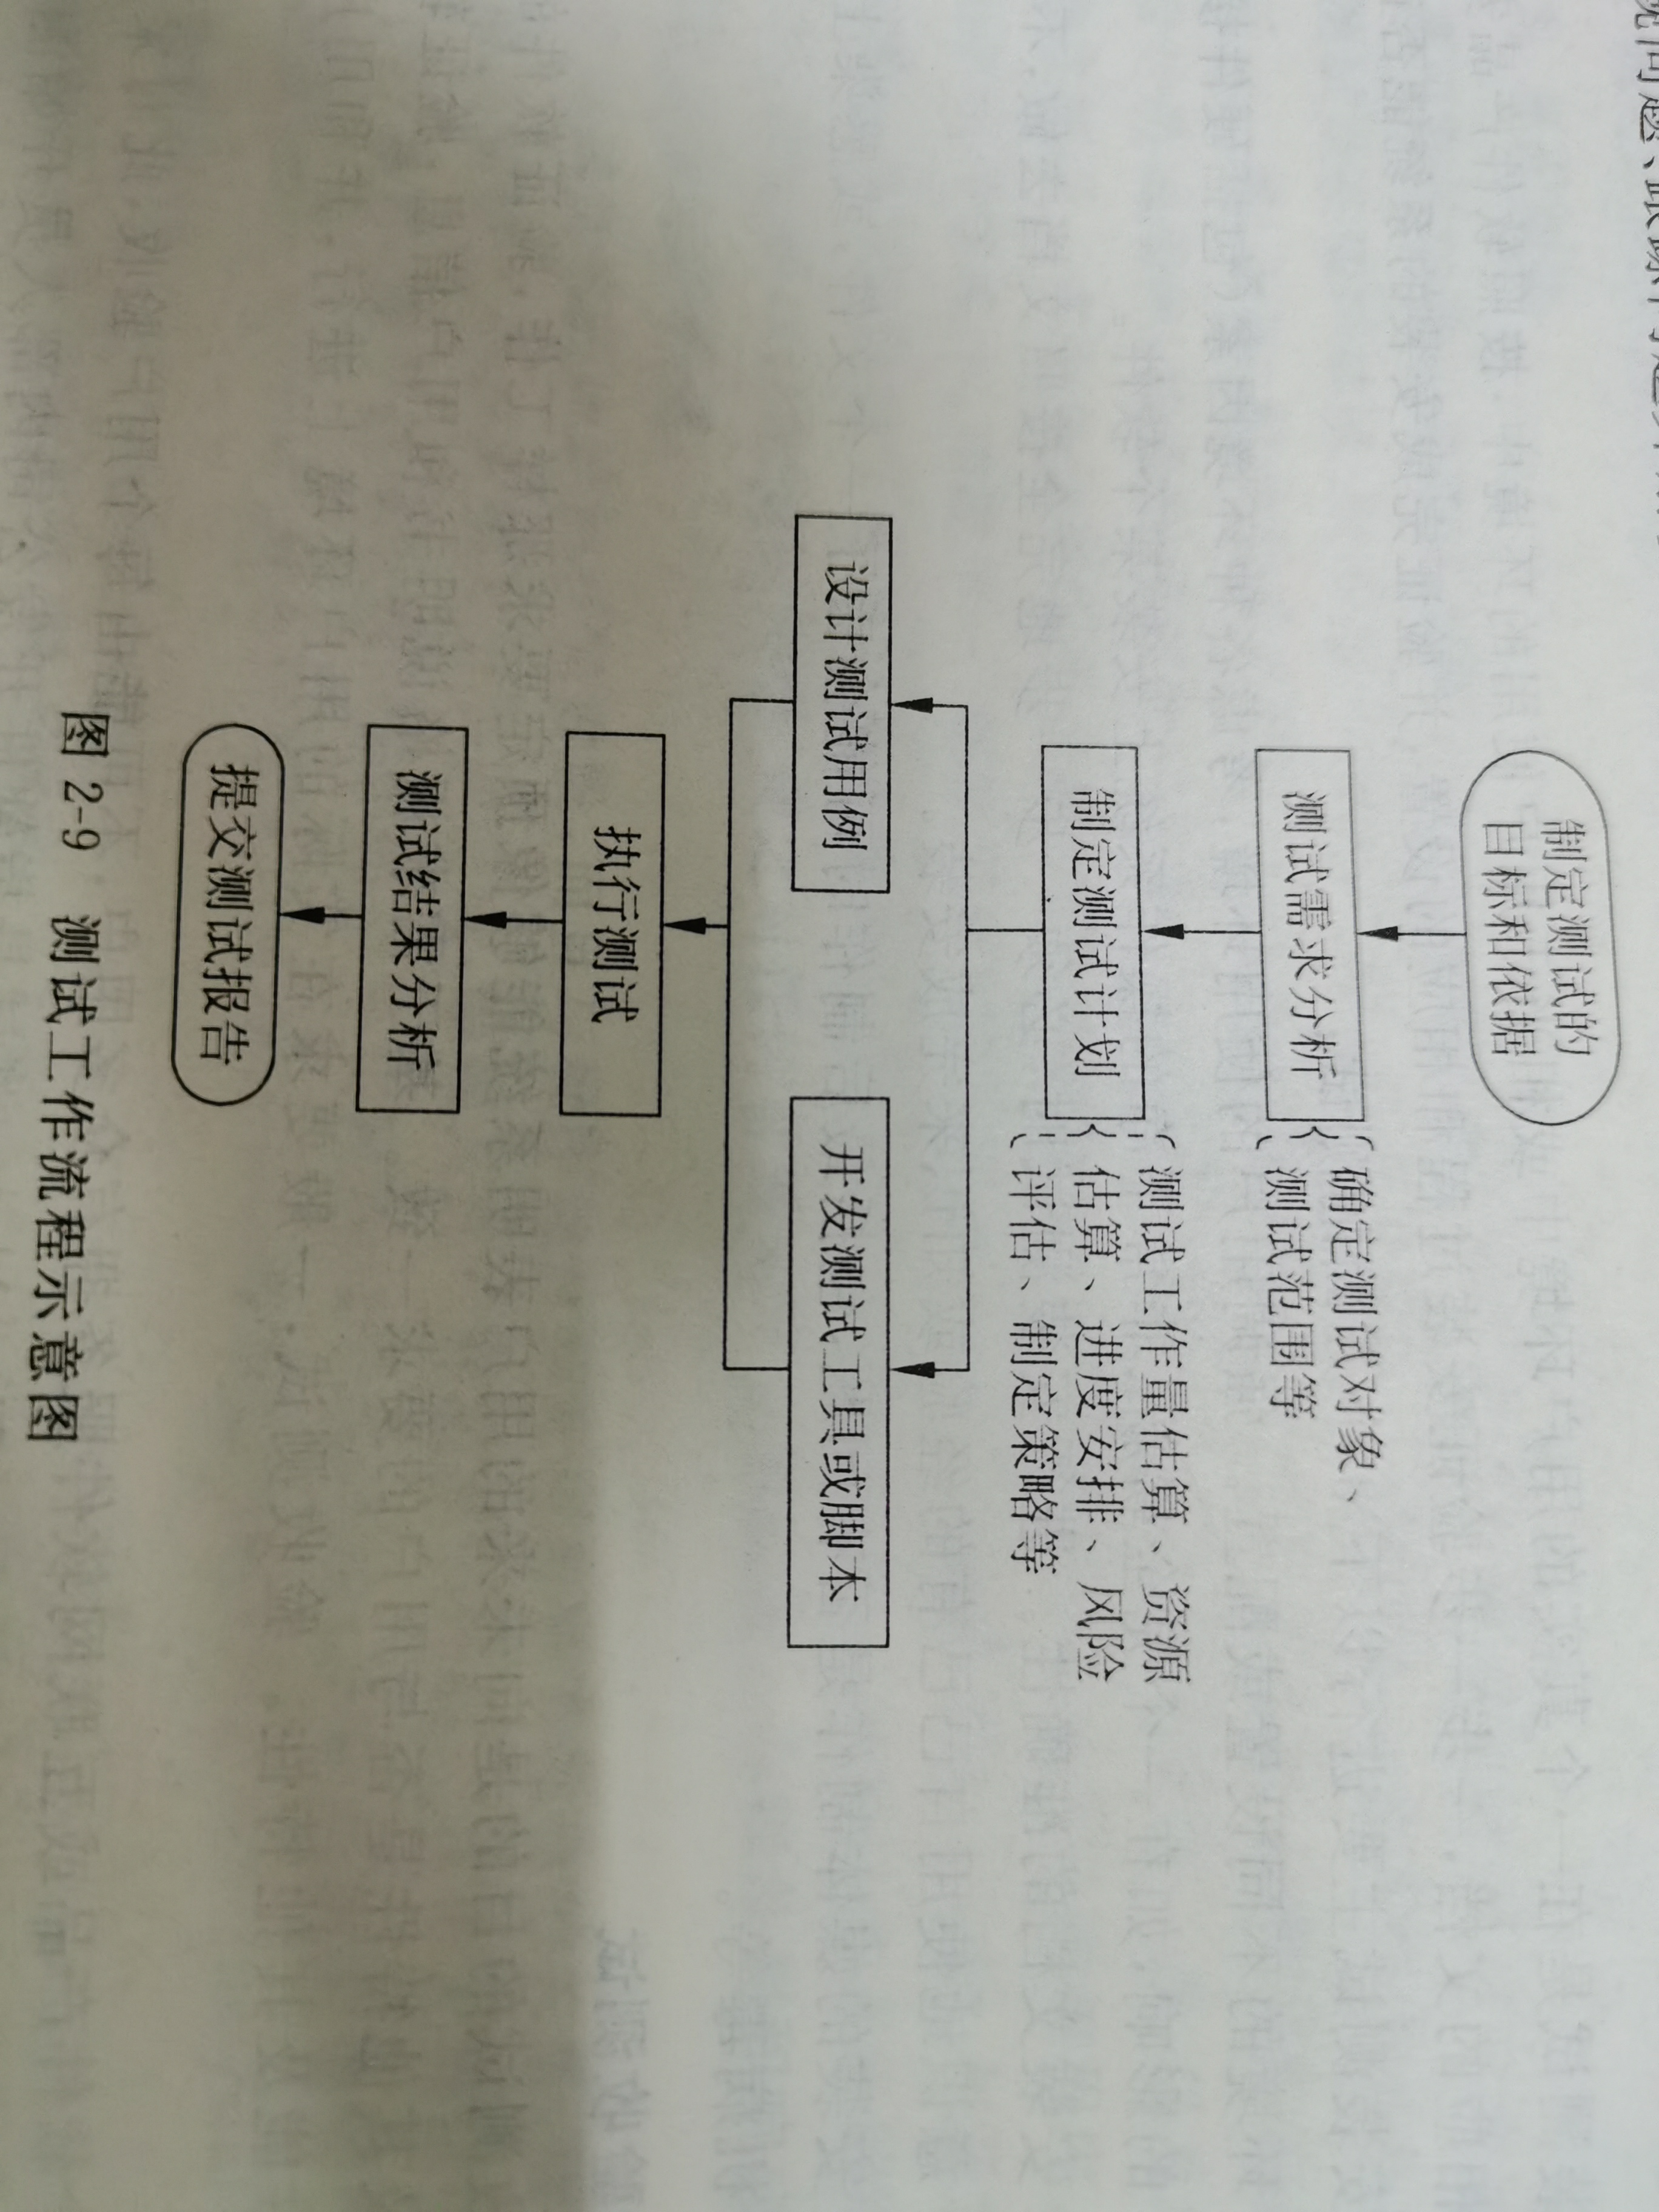 制定测试的
目标和依据
测试需求分析
确定测试对象、
测试范围等
制定测试计划
测试工作量估算、资源
估算、进度安排、风险
评估、制定策略等
设计测试用例
开发测试工具或脚本
执行测试
测试结果分析
提交测试报告
图 2-9 测试工作流程示意图